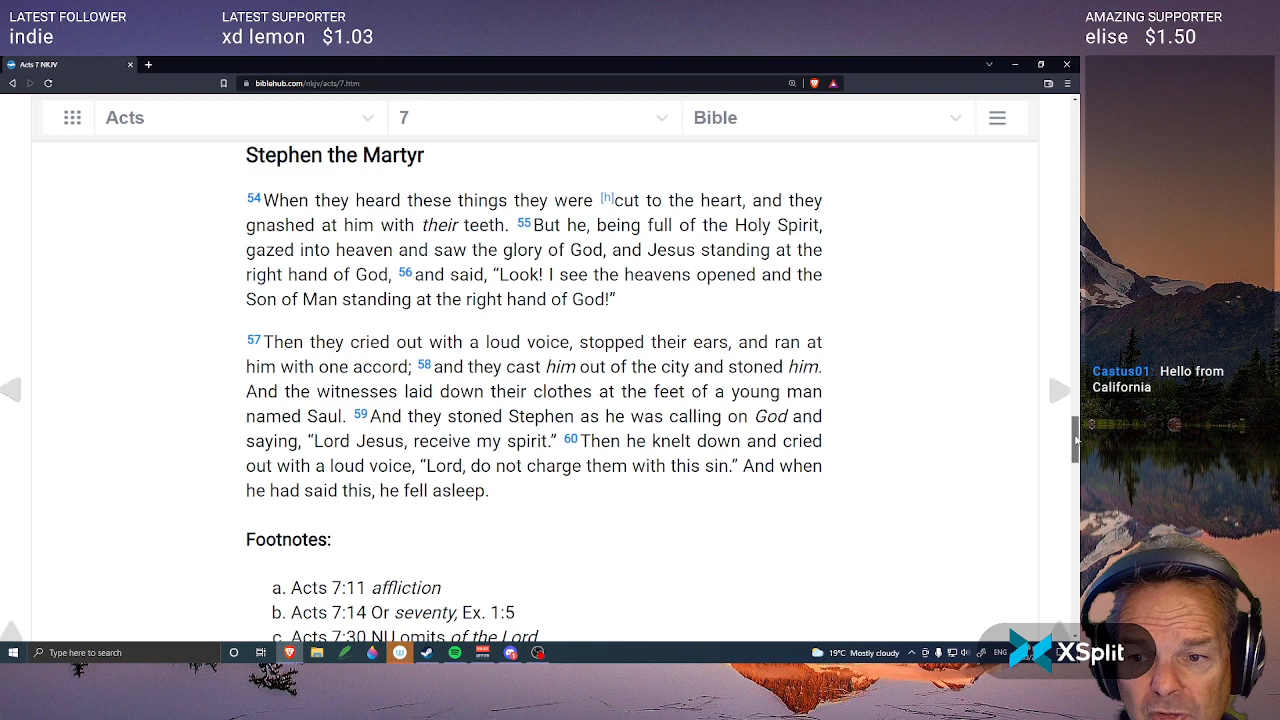 LATEST FOLLOWER
indie
LATEST SUPPORTER
xd lemon $1.03
AMAZING SUPPORTER
elise $1.50
Acts 7 NKJV
biblehub.com/nkjv/acts/7.htm
Acts
7
Bible
Stephen the Martyr
54 When they heard these things they were [h]cut to the heart, and they
gnashed at him with their teeth. 55 But he, being full of the Holy Spirit,
gazed into heaven and saw the glory of God, and Jesus standing at the
right hand of God, 56 and said, “Look! I see the heavens opened and the
Son of Man standing at the right hand of God!”
57 Then they cried out with a loud voice, stopped their ears, and ran at
him with one accord; 58 and they cast him out of the city and stoned him.
And the witnesses laid down their clothes at the feet of a young man
named Saul. 59 And they stoned Stephen as he was calling on God and
saying, “Lord Jesus, receive my spirit.” 60 Then he knelt down and cried
out with a loud voice, “Lord, do not charge them with this sin.” And when
he had said this, he fell asleep.
Footnotes:
a. Acts 7:11 affliction
b. Acts 7:14 Or seventy, Ex. 1:5
c. Acts 7:30 NU omits of the Lord
Castus01: Hello from
California
Type here to search
19°C Mostly cloudy
ENG
XSplit